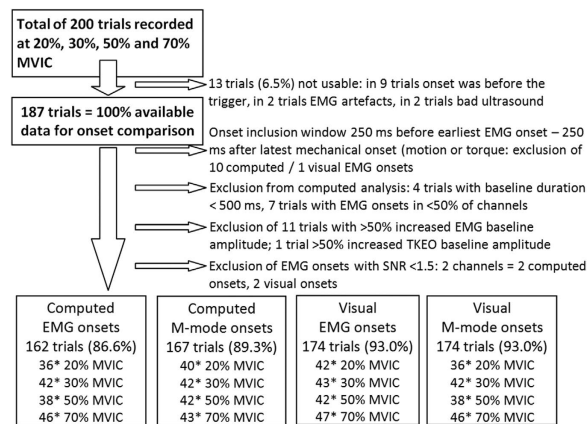 Total of 200 trials recorded
at 20%, 30%, 50% and 70%
MVIC
13 trials (6.5%) not usable: in 9 trials onset was before the
trigger, in 2 trials EMG artefacts, in 2 trials bad ultrasound
187 trials = 100% available
data for onset comparison
Onset inclusion window 250 ms before earliest EMG onset – 250
ms after latest mechanical onset (motion or torque: exclusion of
10 computed / 1 visual EMG onsets
Exclusion from computed analysis: 4 trials with baseline duration
< 500 ms, 7 trials with EMG onsets in <50% of channels
Exclusion of 11 trials with >50% increased EMG baseline
amplitude; 1 trial >50% increased TKEO baseline amplitude
Exclusion of EMG onsets with SNR <1.5: 2 channels = 2 computed
onsets, 2 visual onsets
Computed
EMG onsets
162 trials (86.6%)
36* 20% MVIC
42* 30% MVIC
38* 50% MVIC
46* 70% MVIC
Computed
M-mode onsets
167 trials (89.3%)
40* 20% MVIC
42* 30% MVIC
42* 50% MVIC
43* 70% MVIC
Visual
EMG onsets
174 trials (93.0%)
42* 20% MVIC
43* 30% MVIC
42* 50% MVIC
47* 70% MVIC
Visual
M-mode onsets
174 trials (93.0%)
36* 20% MVIC
42* 30% MVIC
38* 50% MVIC
46* 70% MVIC